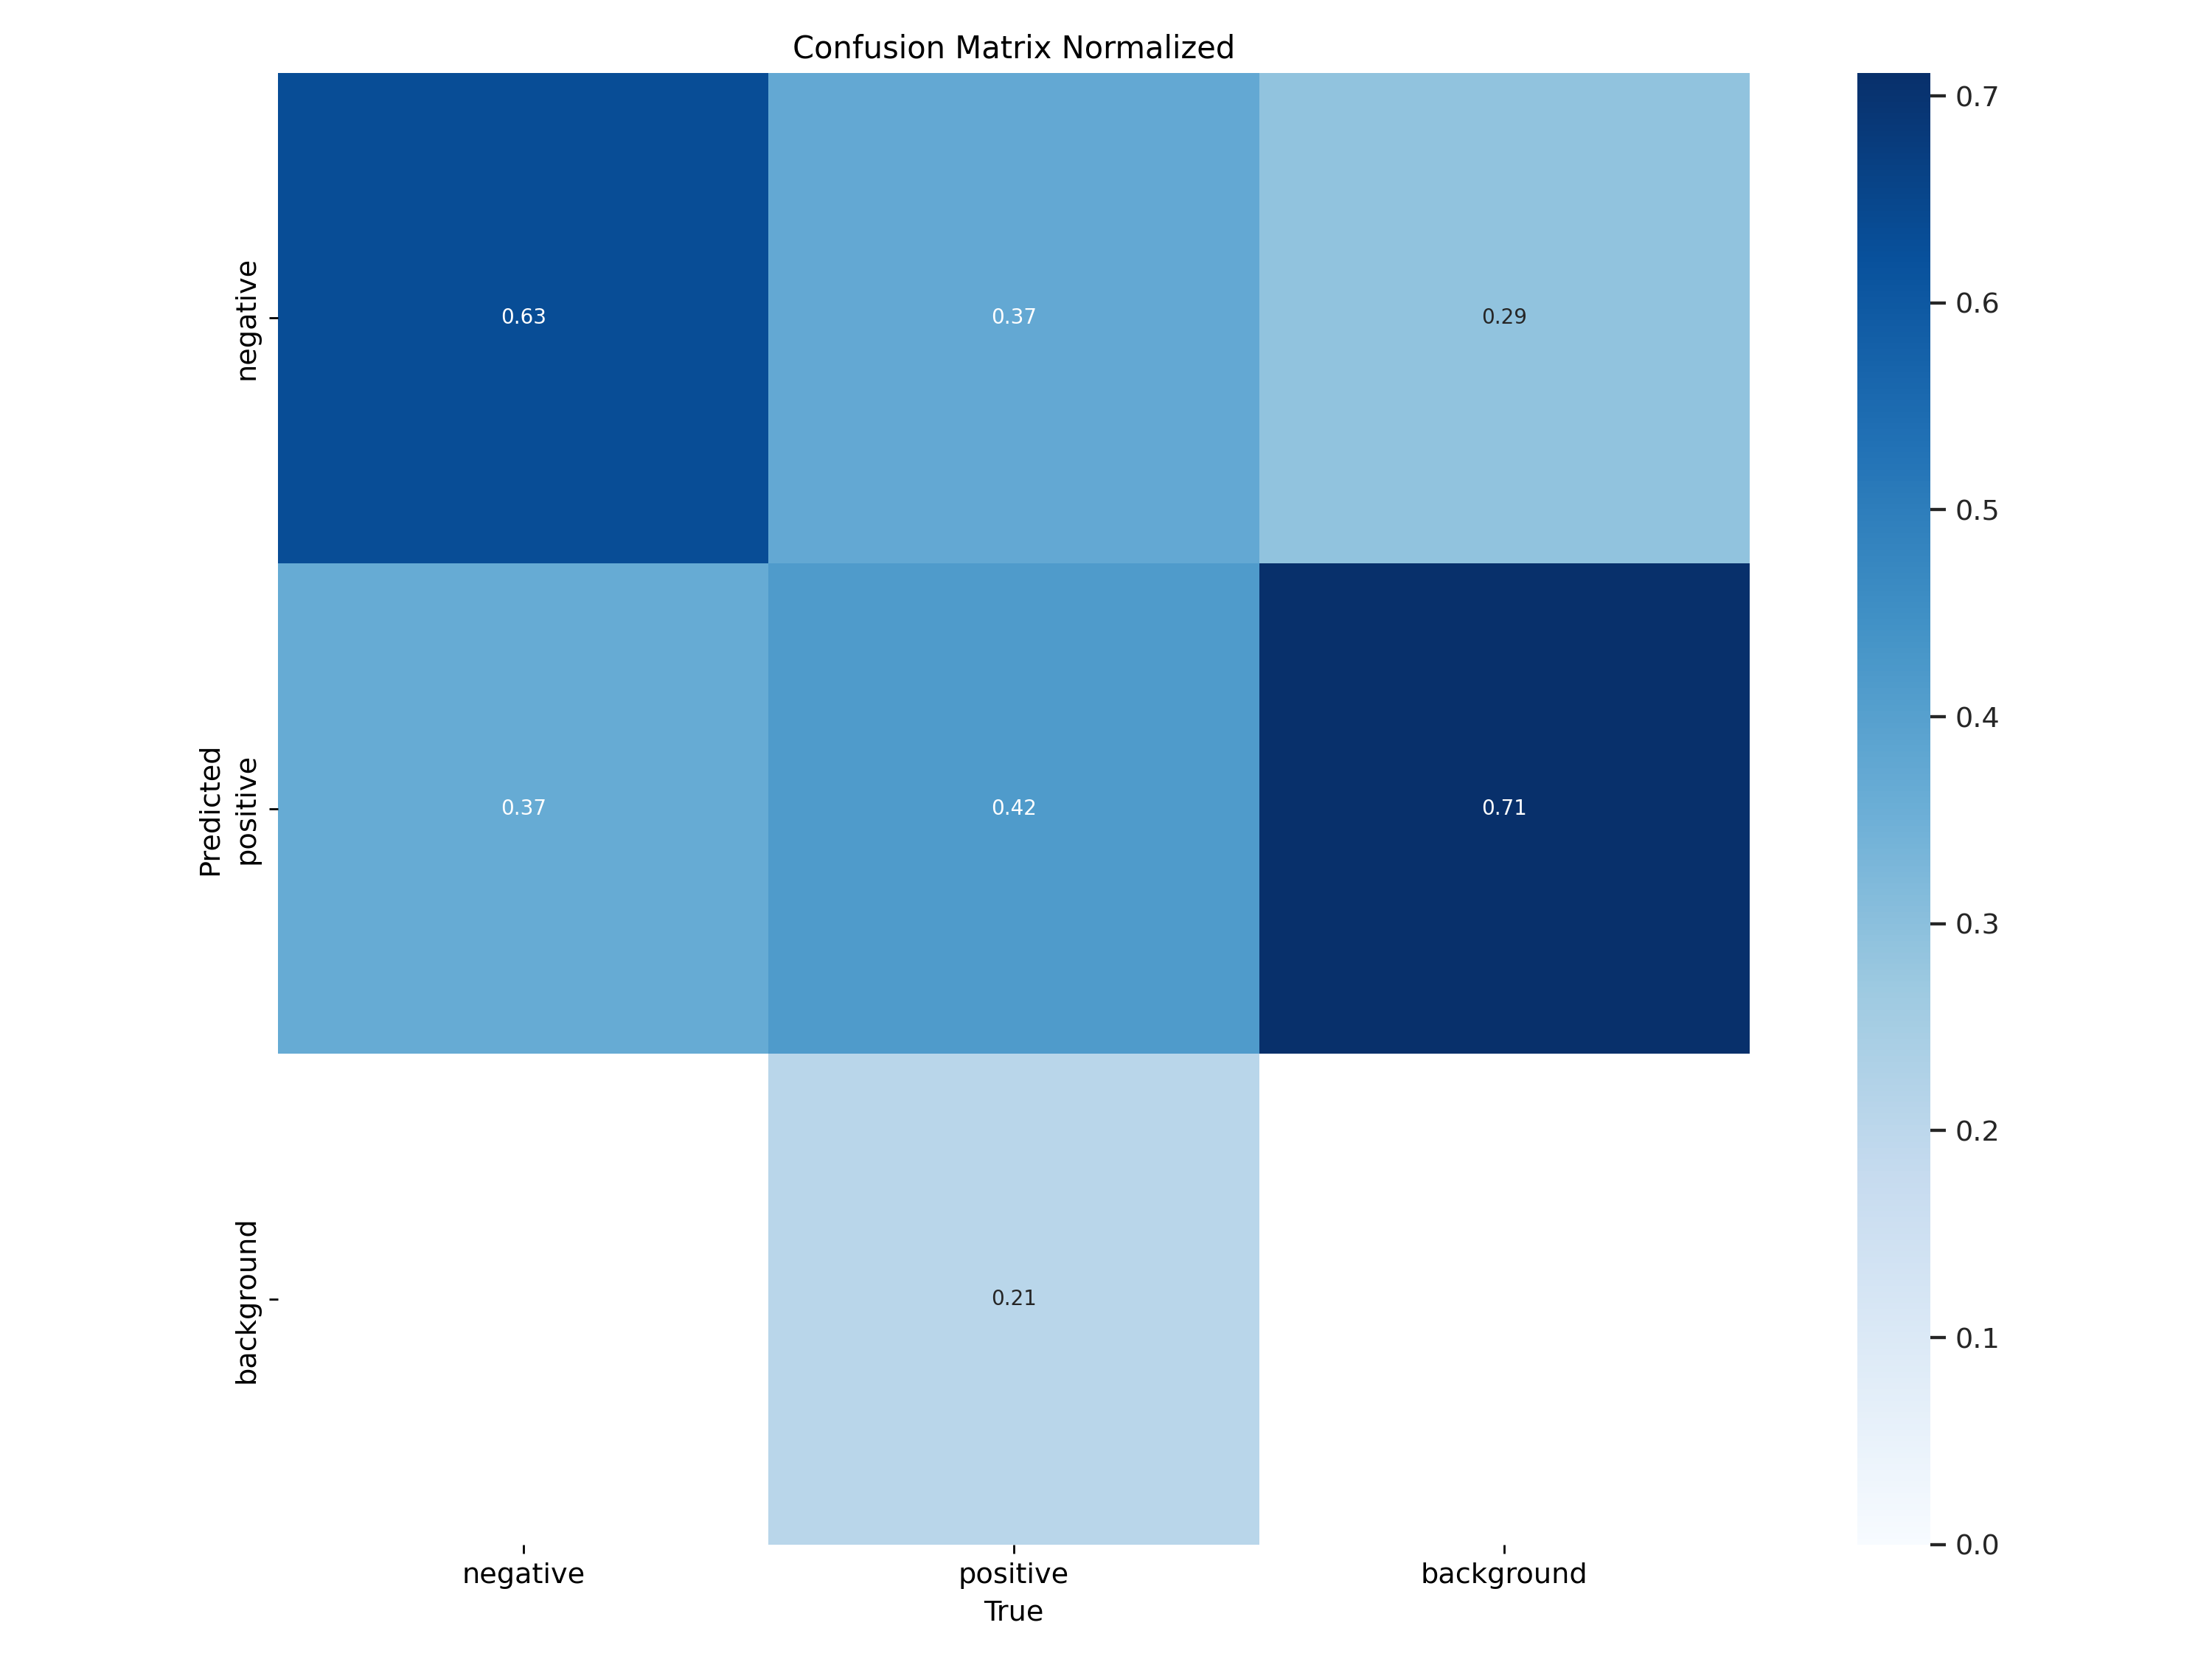 Confusion Matrix Normalized
negative
0.63
0.37
0.29
Predicted
positive
0.37
0.42
0.71
background
0.21
negative
positive
background
True
0.7
0.6
0.5
0.4
0.3
0.2
0.1
0.0